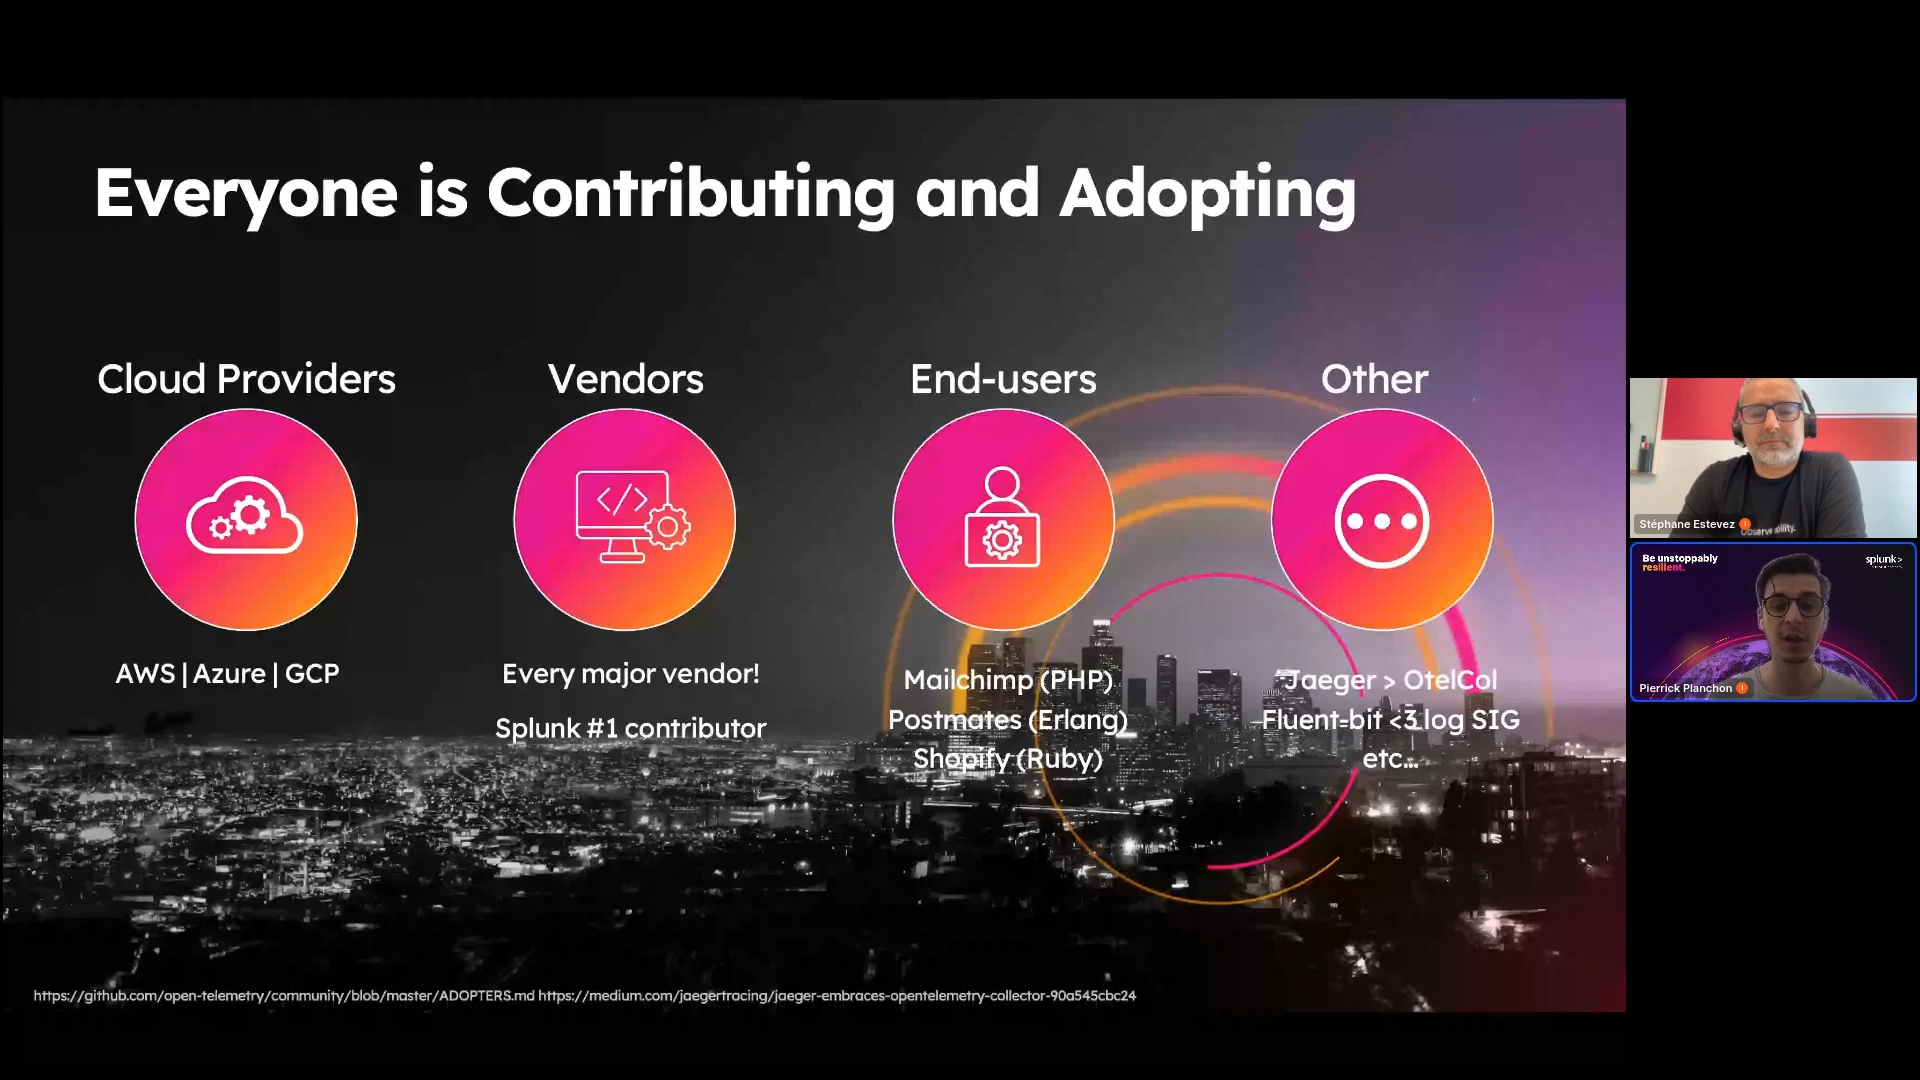 Everyone is Contributing and Adopting
Cloud Providers
AWS | Azure | GCP
Vendors
Every major vendor!
Splunk #1 contributor
End-users
Mailchimp (PHP)
Postmates (Erlang)
Shopify (Ruby)
Other
Jaeger > OtelCol
Fluent-bit <3 log SIG
etc...
https://github.com/open-telemetry/community/blob/master/ADOPTERS.md https://medium.com/jaegertracing/jaeger-embraces-opentelemetry-collector-90a545cbc24
Stéphane Estevez
Be unstoppably
resilient.
splunk>
Pierrick Planchon